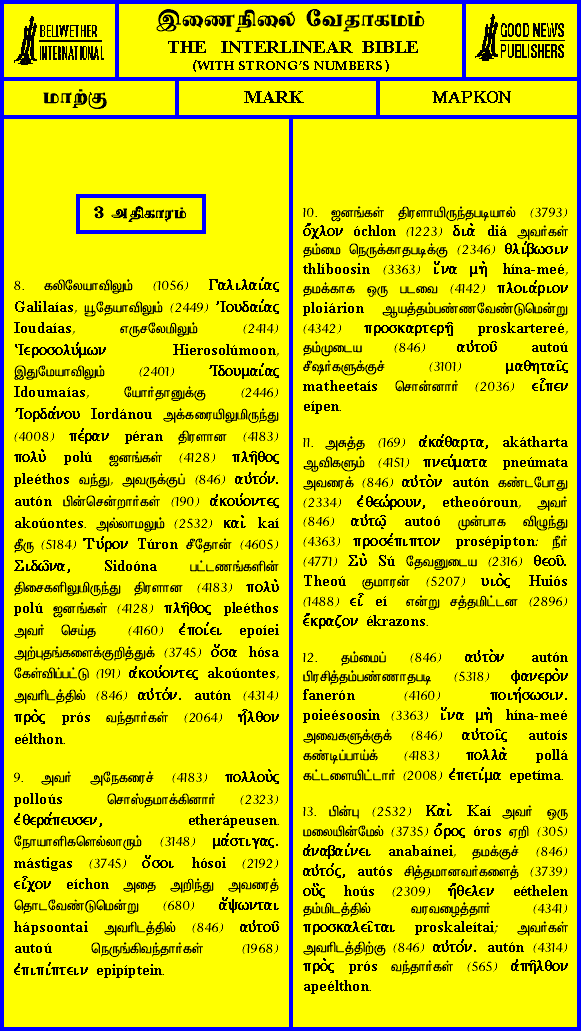 BELLWETHER
INTERNATIONAL
இணைநிலை வேதாகமம்
THE INTERLINEAR BIBLE
(WITH STRONG'S NUMBERS)
GOOD NEWS
PUBLISHERS
மாற்கு
MARK
ΜΑΡΚΟΝ
3 அதிகாரம்
8. கலிலேயாவிலும் (1056) Γαλιλαίας
Galilaías, யூதேயாவிலும் (2449) Ἰουδαίας
Ioudaías, எருசலேமிலும் (2414)
Ἱεροσολύμων Hierosolúmoon,
இதுமேயாவிலும் (2401) Ἰδουμαίας
Idoumaías, யோர்தானுக்கு (2446)
Ἰορδάνου Iordánou அக்கரையிலுமிருந்து
(4008) πέραν péran திரளான (4183)
πολὺ polú ஜனங்கள் (4128) πλῆθος
pleéthos வந்து, அவருக்குப் (846) αὐτόν.
autón பின்சென்றார்கள் (190) ἀκούοντες
akoúontes. அல்லாமலும் (2532) καὶ kaí
தீரு (5184) Τύρον Túron சீதோன் (4605)
Σιδῶνα, Sidoóna பட்டணங்களின்
திசைகளிலுமிருந்து திரளான (4183) πολὺ
polú ஜனங்கள் (4128) πλῆθος pleéthos
அவர் செய்த (4160) ἐποίει epoíei
அற்புதங்களைக்குறித்துக் (3745) ὅσα hósa
கேள்விப்பட்டு (191) ἀκούοντες akoúontes,
அவரிடத்தில் (846) αὐτόν. autón (4314)
πρὸς prós வந்தார்கள் (2064) ἦλθον
eélthon.
9. அவர் அநேகரைச் (4183) πολλοὺς
polloús சொஸ்தமாக்கினார் (2323)
ἐθεράπευσεν, etherápeusen.
நோயாளிகளெல்லாரும் (3148) μάστιγας.
mástigas (3745) ὅσοι hósoi (2192)
εἶχον eíchon அதை அறிந்து அவரைத்
தொடவேண்டுமென்று (680) ἅψωνται
hápsoontai அவரிடத்தில் (846) αὐτοῦ
autoú நெருங்கிவந்தார்கள் (1968)
ἐπιπίπτειν epipíptein.
10. ஜனங்கள் திரளாயிருந்தபடியால் (3793)
ὄχλον óchlon (1223) διὰ diá அவர்கள்
தம்மை நெருக்காதபடிக்கு (2346) θλίβωσιν
thlíboosin (3363) ἵνα μὴ hína-meé,
தமக்காக ஒரு படவை (4142) πλοιάριον
ploiárion ஆயத்தம்பண்ணவேண்டுமென்று
(4342) προσκαρτερῇ proskartereé,
தம்முடைய (846) αὐτοῦ autoú
சீஷர்களுக்குச் (3101) μαθηταῖς
matheetaís சொன்னார் (2036) εἶπεν
eípen.
11. அசுத்த (169) ἀκάθαρτα, akátharta
ஆவிகளும் (4151) πνεύματα pneúmata
அவரைக் (846) αὐτὸν autón கண்டபோது
(2334) ἐθεώρουν, etheoóroun, அவர்
(846) αὐτῷ autoó முன்பாக விழுந்து
(4363) προσέπιπτον prosépipton: நீர்
(4771) Σὺ Sú தேவனுடைய (2316) θεοῦ.
Theoú குமாரன் (5207) υἱὸς Huiós
(1488) εἶ eí என்று சத்தமிட்டன (2896)
ἔκραζον ékrazons.
12. தம்மைப் (846) αὐτὸν autón
பிரசித்தம்பண்ணாதபடி (5318) φανερὸν
fanerón (4160) ποιήσωσιν.
poieésoosin (3363) ἵνα μὴ hína-meé
அவைகளுக்குக் (846) αὐτοῖς autoís
கண்டிப்பாய்க் (4183) πολλὰ pollá
கட்டளையிட்டார் (2008) ἐπετίμα epetíma.
13. பின்பு (2532) Καὶ Kaí அவர் ஒரு
மலையின்மேல் (3735) ὄρος óros ஏறி (305)
ἀναβαίνει anabaínei, தமக்குச் (846)
αὐτός, autós சித்தமானவர்களைத் (3739)
οὓς hoús (2309) ἤθελεν eéthelen
தம்மிடத்தில் வரவழைத்தார் (4341)
προσκαλεῖται proskaleítai; அவர்கள்
அவரிடத்திற்கு (846) αὐτόν. autón (4314)
πρὸς prós வந்தார்கள் (565) ἀπῆλθον
apeélthon.